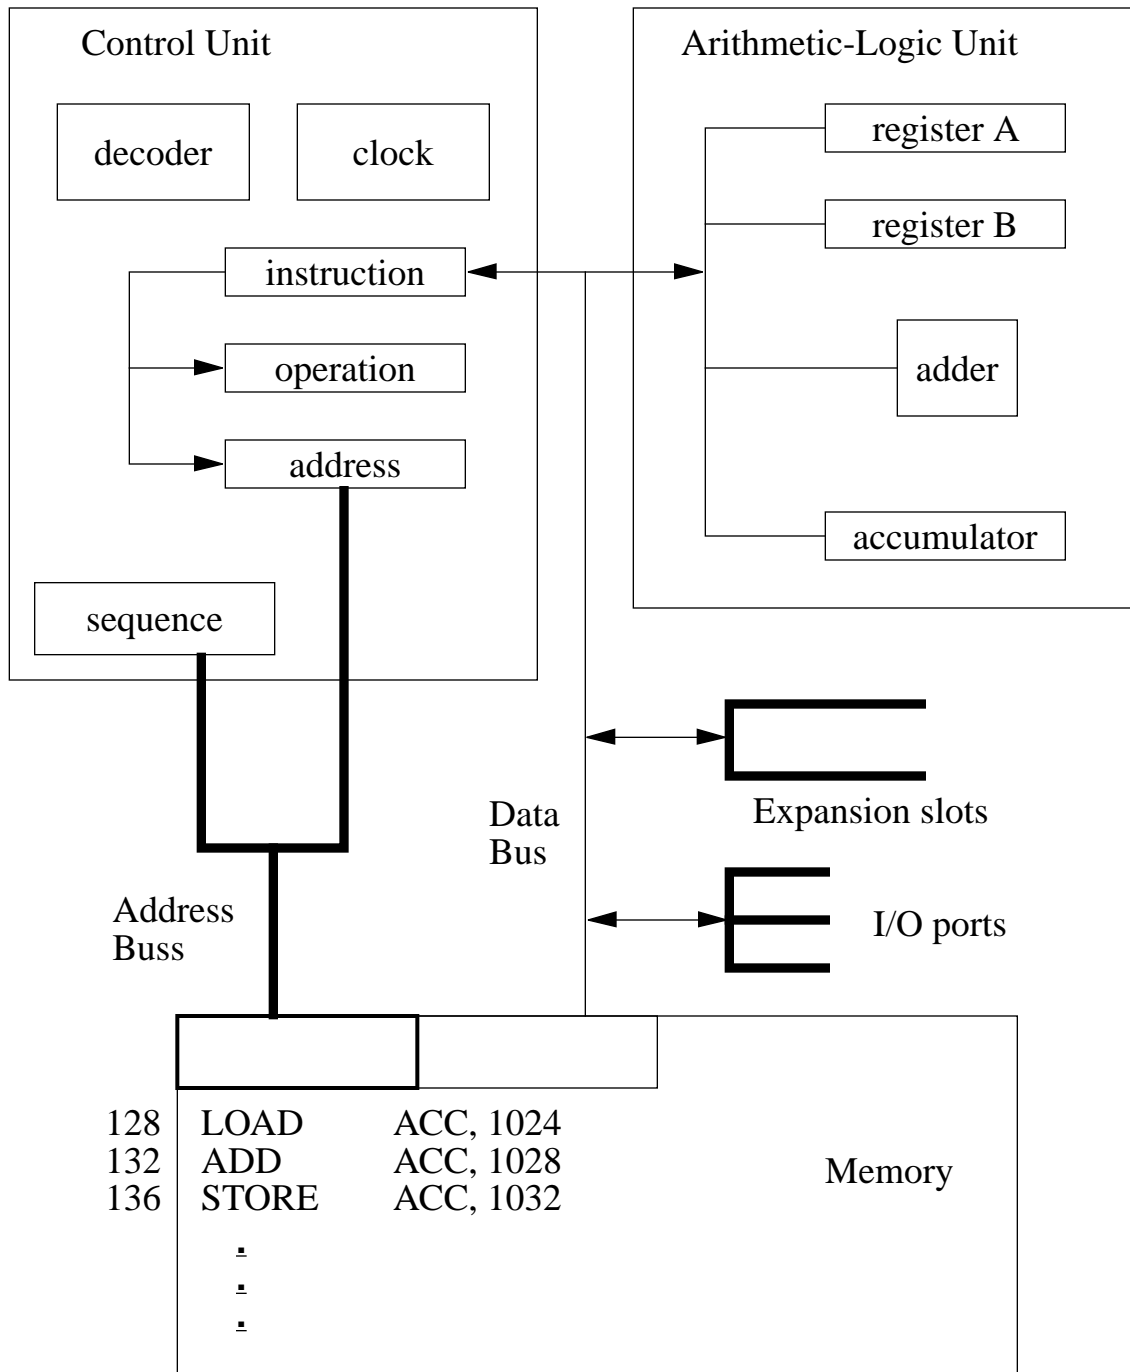 Control Unit
decoder
clock
instruction
operation
address
sequence
Arithmetic-Logic Unit
register A
register B
adder
accumulator
Expansion slots
Data
Bus
I/O ports
Address
Buss
128 LOAD ACC, 1024
132 ADD ACC, 1028
136 STORE ACC, 1032
.
.
.
Memory